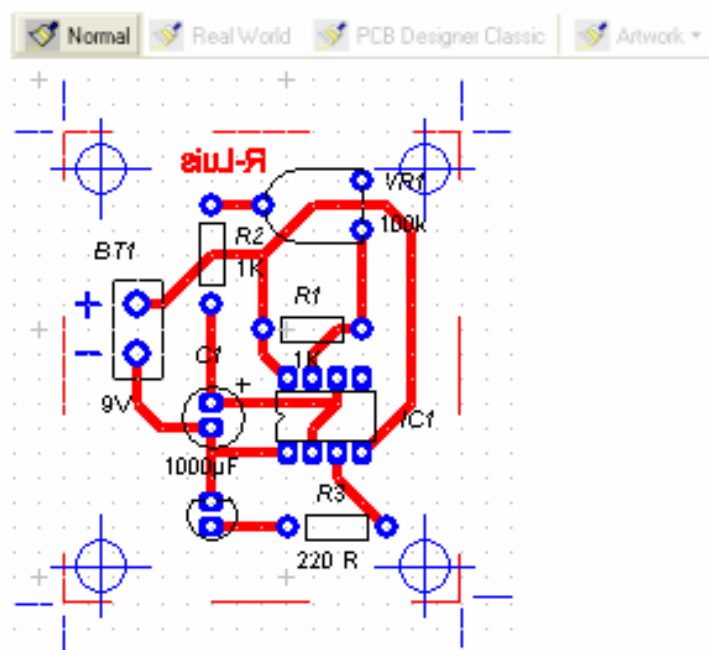 Normal Real World PCB Designer Classic Artwork
R-Luis
VR1
100k
R2
1K
BT1
+
R1
−
1K
C1
+
9V
IC1
1000µF
R3
220 R